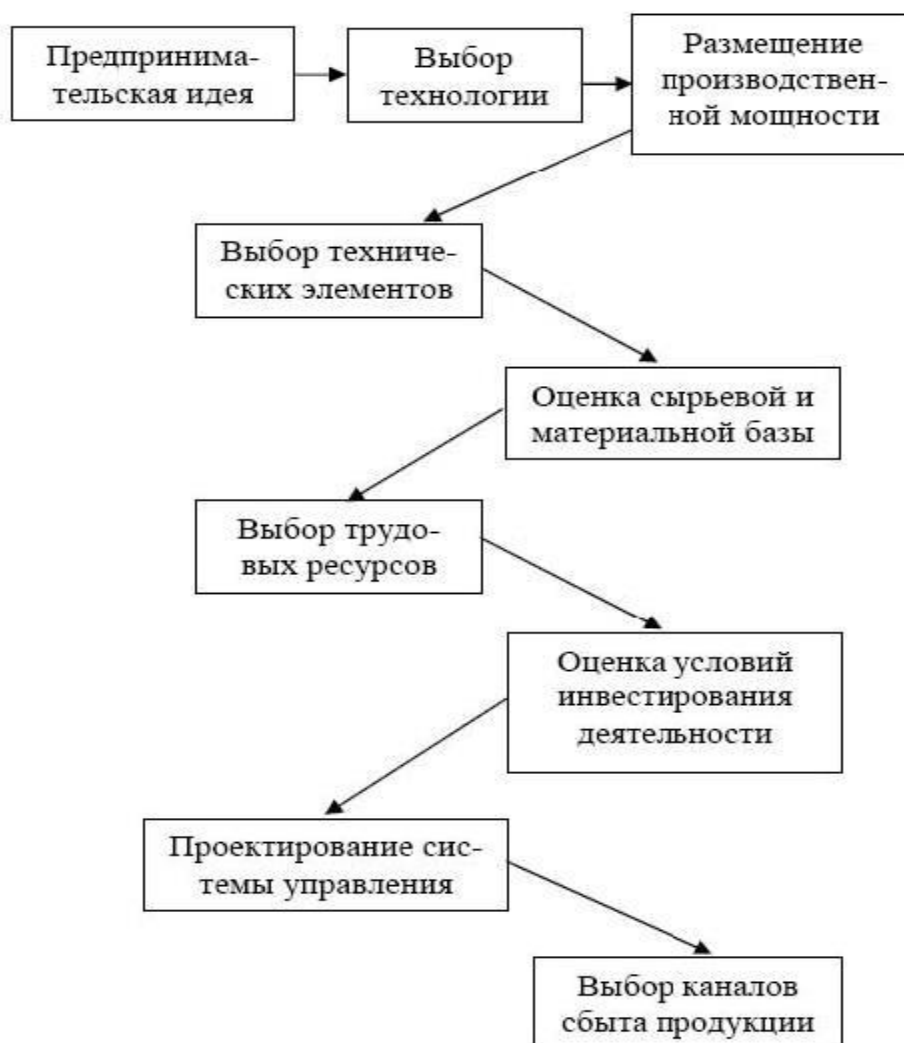 Предпринима-
тельская идея
Выбор
технологии
Размещение
производствен-
ной мощности
Выбор техниче-
ских элементов
Оценка сырьевой и
материальной базы
Выбор трудо-
вых ресурсов
Оценка условий
инвестирования
деятельности
Проектирование сис-
темы управления
Выбор каналов
сбыта продукции